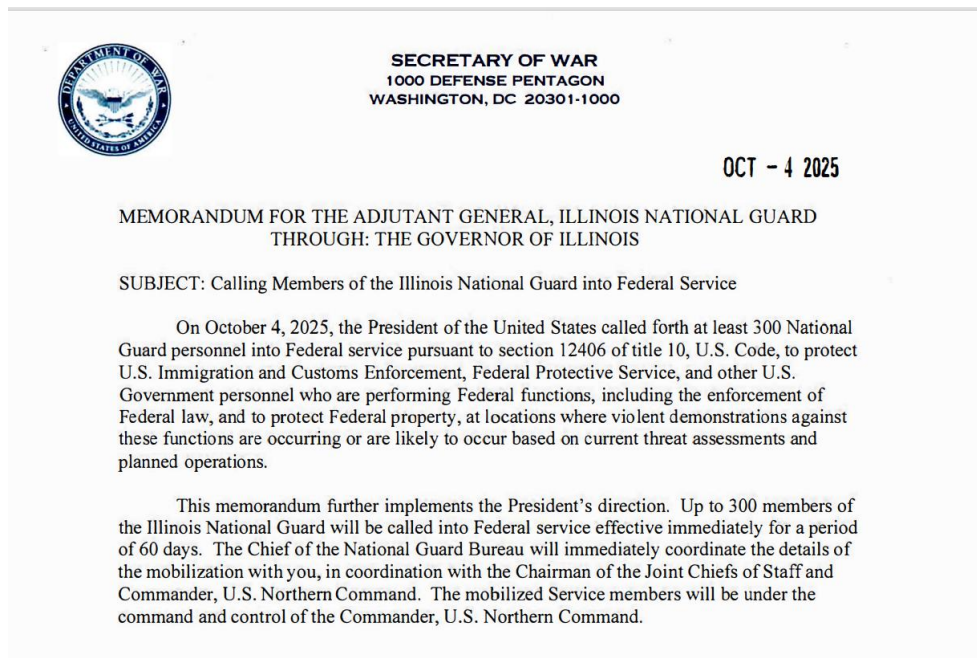 DEPARTMENT OF WAR
UNITED STATES OF AMERICA
SECRETARY OF WAR
1000 DEFENSE PENTAGON
WASHINGTON, DC 20301-1000
OCT - 4 2025
MEMORANDUM FOR THE ADJUTANT GENERAL, ILLINOIS NATIONAL GUARD
THROUGH: THE GOVERNOR OF ILLINOIS
SUBJECT: Calling Members of the Illinois National Guard into Federal Service
On October 4, 2025, the President of the United States called forth at least 300 National
Guard personnel into Federal service pursuant to section 12406 of title 10, U.S. Code, to protect
U.S. Immigration and Customs Enforcement, Federal Protective Service, and other U.S.
Government personnel who are performing Federal functions, including the enforcement of
Federal law, and to protect Federal property, at locations where violent demonstrations against
these functions are occurring or are likely to occur based on current threat assessments and
planned operations.
This memorandum further implements the President's direction. Up to 300 members of
the Illinois National Guard will be called into Federal service effective immediately for a period
of 60 days. The Chief of the National Guard Bureau will immediately coordinate the details of
the mobilization with you, in coordination with the Chairman of the Joint Chiefs of Staff and
Commander, U.S. Northern Command. The mobilized Service members will be under the
command and control of the Commander, U.S. Northern Command.